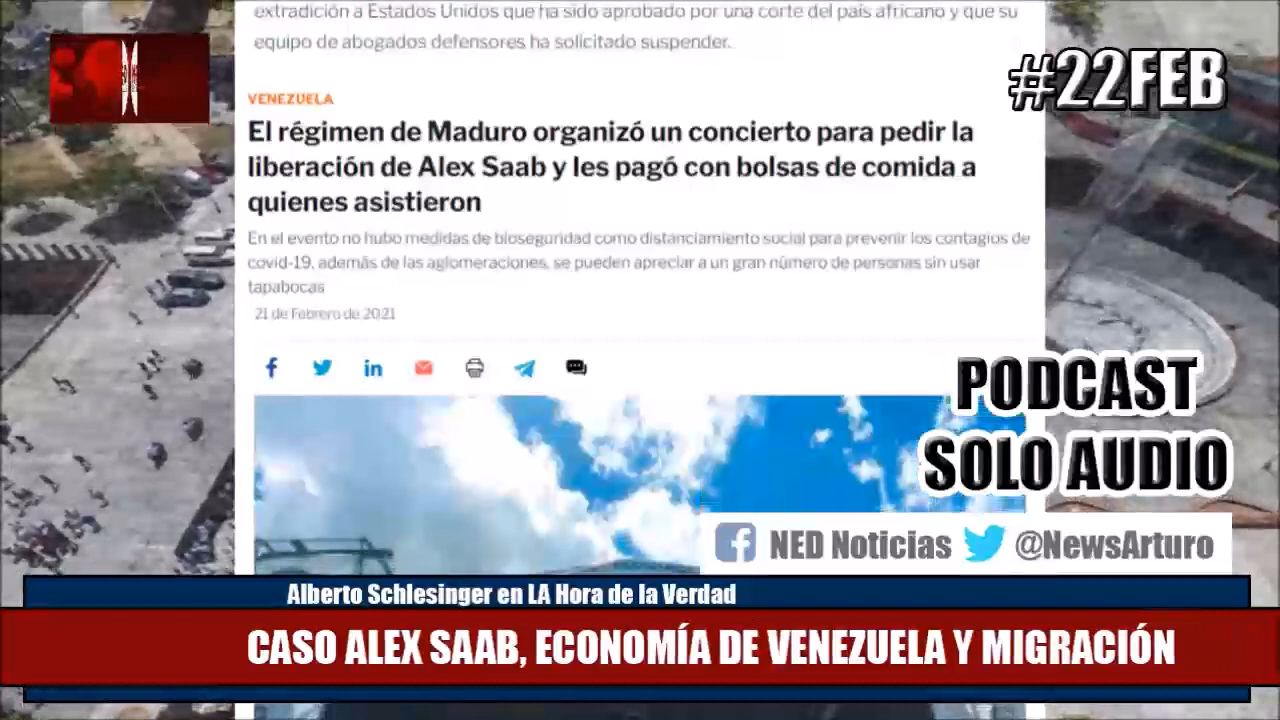 extradición a Estados Unidos que ha sido aprobado por una corte del país africano y que su
equipo de abogados defensores ha solicitado suspender.
#22FEB
VENEZUELA
El régimen de Maduro organizó un concierto para pedir la
liberación de Alex Saab y les pagó con bolsas de comida a
quienes asistieron
En el evento no hubo medidas de bioseguridad como distanciamiento social para prevenir los contagios de
covid-19, además de las aglomeraciones, se pueden apreciar a un gran número de personas sin usar
tapabocas
21 de Febrero de 2021
PODCAST
SOLO AUDIO
NED Noticias @NewsArturo
Alberto Schlesinger en LA Hora de la Verdad
CASO ALEX SAAB, ECONOMÍA DE VENEZUELA Y MIGRACIÓN